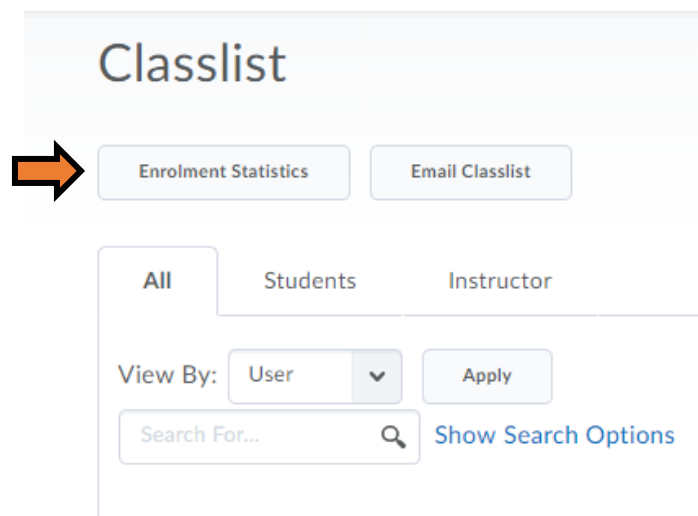 Classlist
Enrolment Statistics Email Classlist
All Students Instructor
View By: User Apply
Search For... Show Search Options